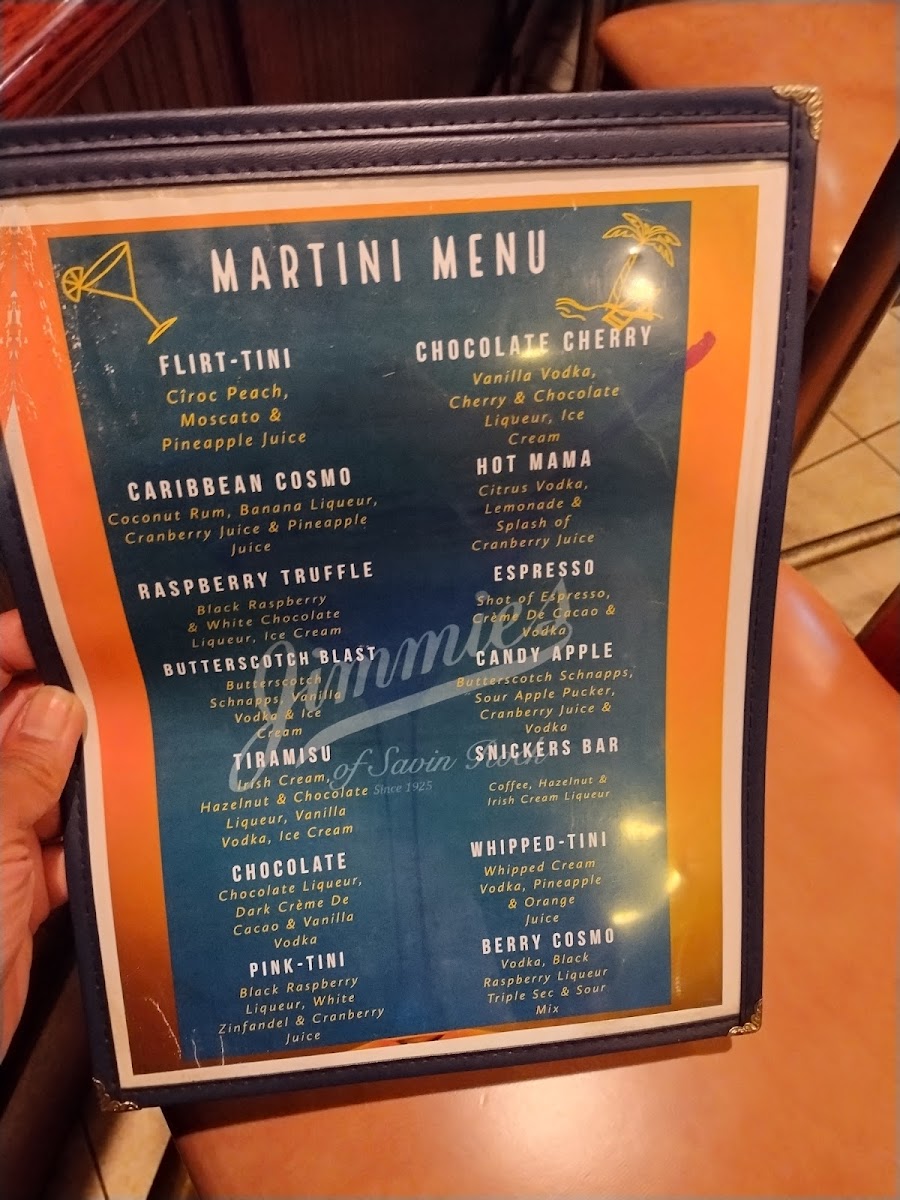 MARTINI MENU
FLIRT-TINI
Cîroc Peach,
Moscato &
Pineapple Juice
CARIBBEAN COSMO
Coconut Rum, Banana Liqueur,
Cranberry Juice & Pineapple
Juice
RASPBERRY TRUFFLE
Black Raspberry
& White Chocolate
Liqueur, Ice Cream
BUTTERSCOTCH BLAST
Butterscotch
Schnapps, Vanilla
Vodka & Ice
Cream
TIRAMISU
Irish Cream,
Hazelnut & Chocolate
Liqueur, Vanilla
Vodka, Ice Cream
CHOCOLATE
Chocolate Liqueur,
Dark Crème De
Cacao & Vanilla
Vodka
PINK-TINI
Black Raspberry
Liqueur, White
Zinfandel & Cranberry
Juice
CHOCOLATE CHERRY
Vanilla Vodka,
Cherry & Chocolate
Liqueur, Ice
Cream
HOT MAMA
Citrus Vodka,
Lemonade &
Splash of
Cranberry Juice
ESPRESSO
Shot of Espresso,
Crème De Cacao &
Vodka
CANDY APPLE
Butterscotch Schnapps,
Sour Apple Pucker,
Cranberry Juice &
Vodka
SNICKERS BAR
Coffee, Hazelnut &
Irish Cream Liqueur
WHIPPED-TINI
Whipped Cream
Vodka, Pineapple
& Orange
Juice
BERRY COSMO
Vodka, Black
Raspberry Liqueur
Triple Sec & Sour
Mix
Jimmies
of Savin Rock
Since 1925